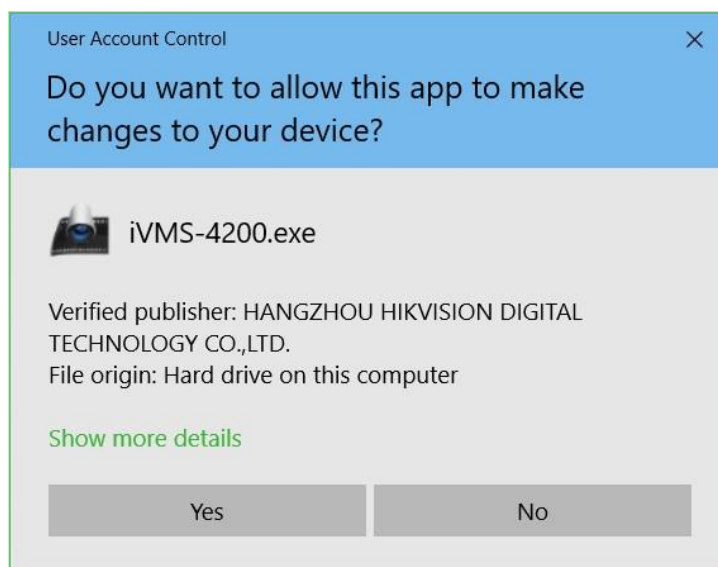 User Account Control
Do you want to allow this app to make
changes to your device?
iVMS-4200.exe
Verified publisher: HANGZHOU HIKVISION DIGITAL
TECHNOLOGY CO.,LTD.
File origin: Hard drive on this computer
Show more details
Yes
No